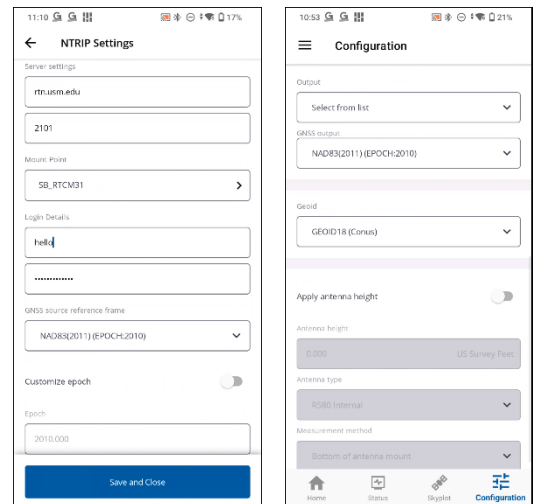 11:10
17%
NTRIP Settings
Server settings
rtn.usm.edu
2101
Mount Point
SB_RTCM31
Login Details
hello
•••••••••••••
GNSS source reference frame
NAD83(2011) (EPOCH:2010)
Customize epoch
Epoch
2010.000
Save and Close
10:53
21%
Configuration
Output
Select from list
GNSS output
NAD83(2011) (EPOCH:2010)
Geoid
GEOID18 (Conus)
Apply antenna height
Antenna height
0.000 US Survey Feet
Antenna type
RS80 Internal
Measurement method
Bottom of antenna mount
Home Status Skyplot Configuration